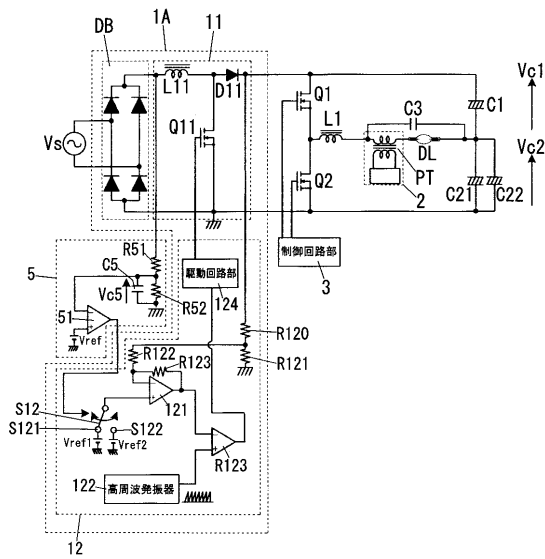 1A
DB
11
L11
D11
Q11
Vs
Q1
L1
C3
C1
Vc1
DL
Vc2
Q2
PT
2
C21
C22
制御回路部
3
5
R51
C5
Vc5
R52
駆動回路部
124
51
Vref
R120
R122
R123
R121
121
S12
S121
S122
Vref1
Vref2
R123
122
高周波発振器
12